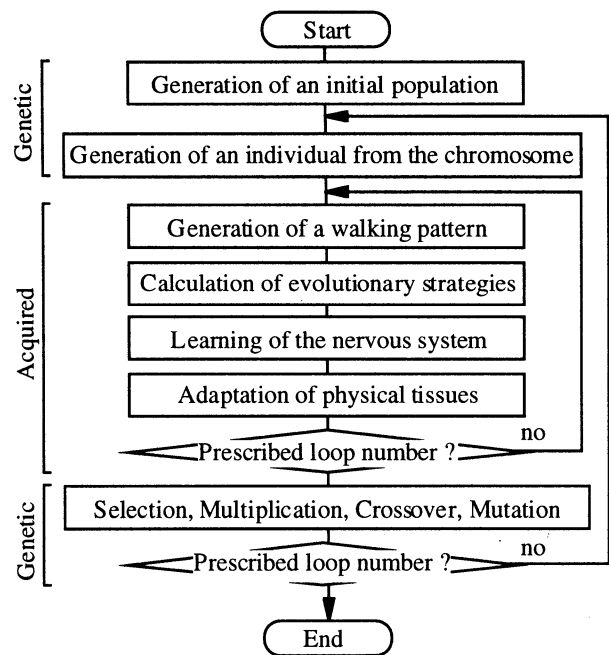 Start
Genetic
Generation of an initial population
Generation of an individual from the chromosome
Acquired
Generation of a walking pattern
Calculation of evolutionary strategies
Learning of the nervous system
Adaptation of physical tissues
Prescribed loop number ?
no
Genetic
Selection, Multiplication, Crossover, Mutation
Prescribed loop number ?
no
End